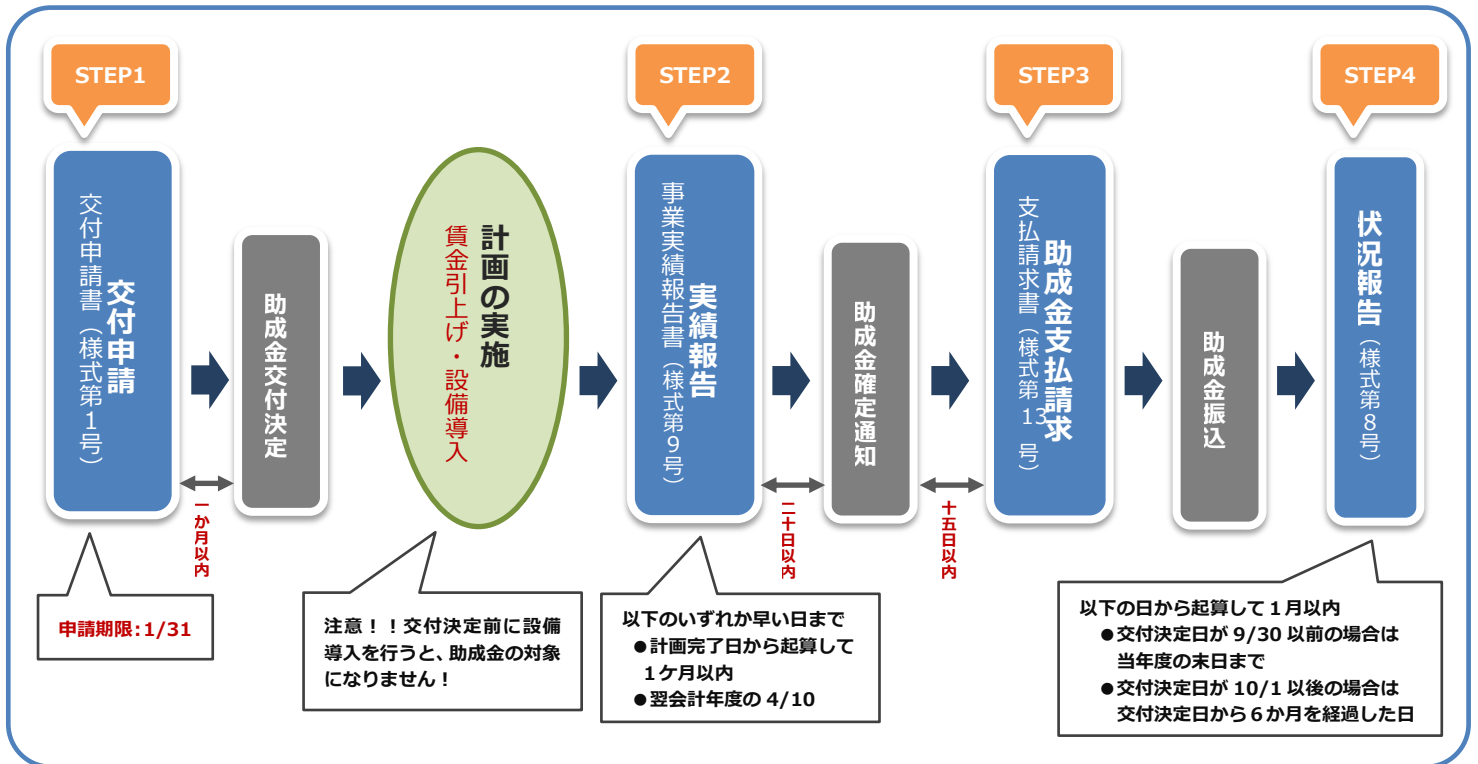 STEP1
交付申請
交付申請書（様式第１号）
一か月以内
申請期限:1/31
助成金交付決定
計画の実施
賃金引上げ・設備導入
注意！！交付決定前に設備
導入を行うと、助成金の対象
になりません！
STEP2
実績報告
事業実績報告書（様式第９号）
二十日以内
以下のいずれか早い日まで
●計画完了日から起算して
１ケ月以内
●翌会計年度の 4/10
助成金確定通知
十五日以内
STEP3
助成金支払請求
支払請求書（様式第 13 号）
助成金振込
STEP4
状況報告（様式第８号）
以下の日から起算して１月以内
●交付決定日が 9/30 以前の場合は
当年度の末日まで
●交付決定日が 10/1 以後の場合は
交付決定日から６か月を経過した日